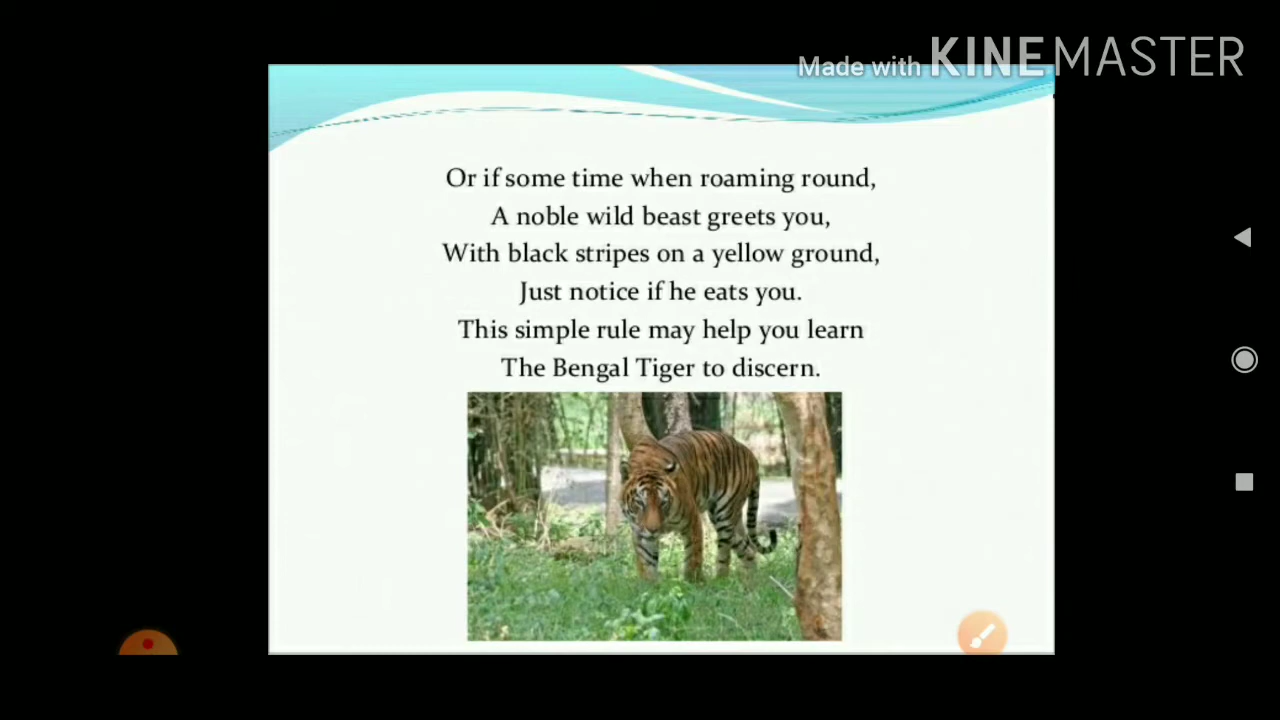 Made with KINEMASTER
Or if some time when roaming round,
A noble wild beast greets you,
With black stripes on a yellow ground,
Just notice if he eats you.
This simple rule may help you learn
The Bengal Tiger to discern.